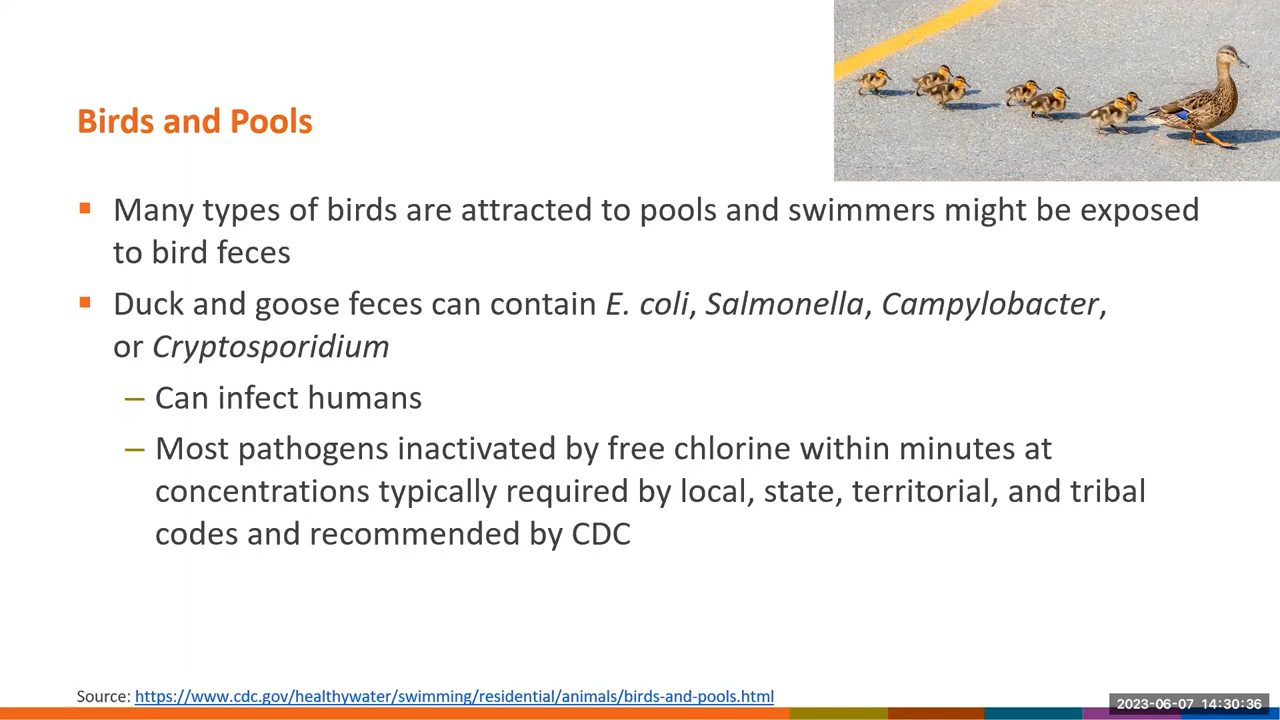 Birds and Pools
▪ Many types of birds are attracted to pools and swimmers might be exposed
to bird feces
▪ Duck and goose feces can contain E. coli, Salmonella, Campylobacter,
or Cryptosporidium
– Can infect humans
– Most pathogens inactivated by free chlorine within minutes at
concentrations typically required by local, state, territorial, and tribal
codes and recommended by CDC
Source: https://www.cdc.gov/healthywater/swimming/residential/animals/birds-and-pools.html
2023-06-07 14:30:36